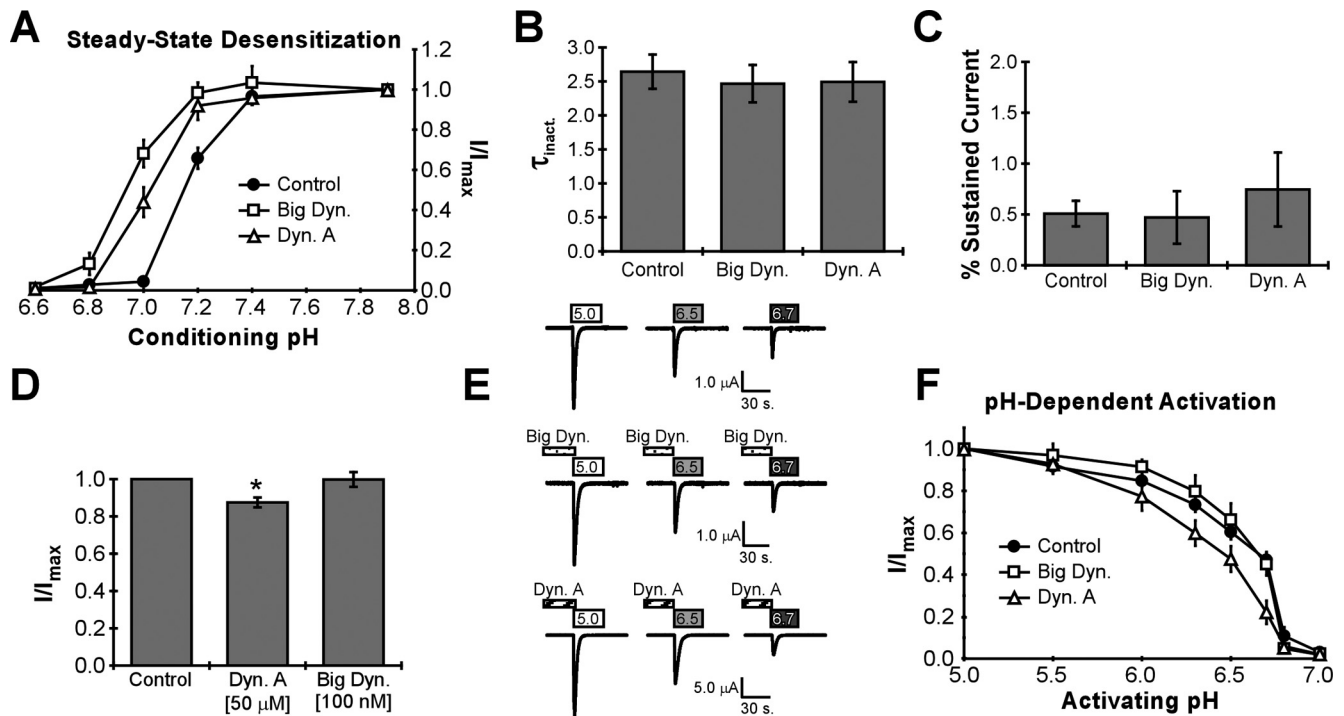 A
Steady-State Desensitization
1.2
1.0
0.8
0.6
0.4
0.2
0.0
I/Imax
Control
Big Dyn.
Dyn. A
6.6 6.8 7.0 7.2 7.4 7.6 7.8 8.0
Conditioning pH
B
3.0
2.5
2.0
1.5
1.0
0.5
0.0
τinact.
Control Big Dyn. Dyn. A
C
2.0
1.5
1.0
0.5
0.0
% Sustained Current
Control Big Dyn. Dyn. A
D
1.0
0.8
0.6
0.4
0.2
0.0
I/Imax
*
Control Dyn. A Big Dyn.
[50 μM] [100 nM]
E
5.0 6.5 6.7
1.0 μA
30 s.
Big Dyn. Big Dyn. Big Dyn.
5.0 6.5 6.7
1.0 μA
30 s.
Dyn. A Dyn. A Dyn. A
5.0 6.5 6.7
5.0 μA
30 s.
F
pH-Dependent Activation
1.0
0.8
0.6
0.4
0.2
0.0
I/Imax
Control
Big Dyn.
Dyn. A
5.0 5.5 6.0 6.5 7.0
Activating pH